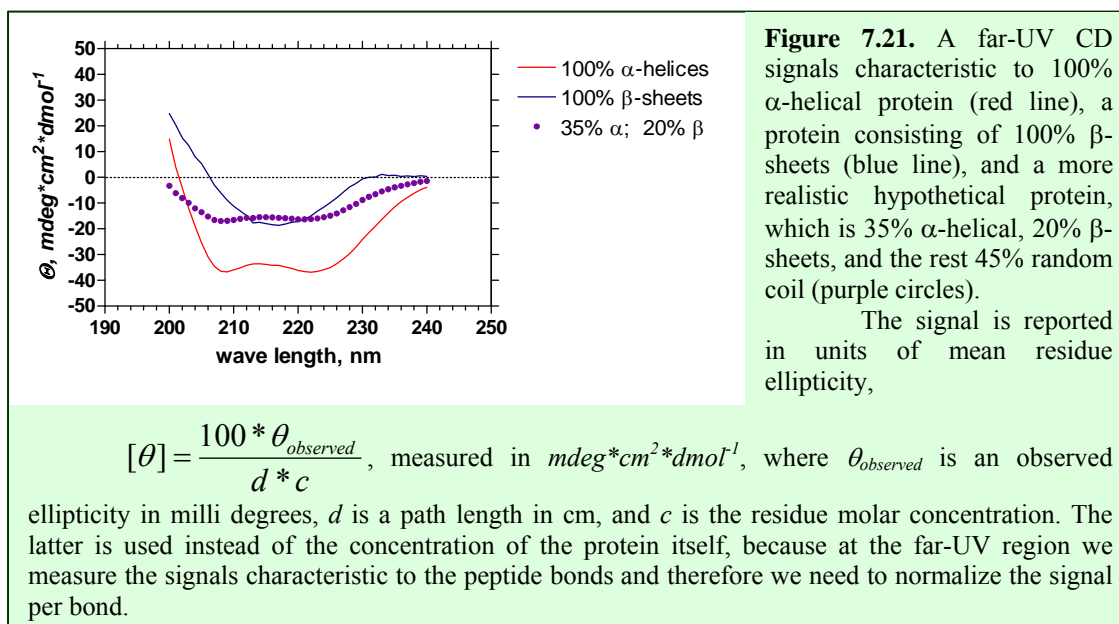 50
40
30
20
10
0
-10
-20
-30
-40
-50
Θ, mdeg*cm²*dmol⁻¹
190 200 210 220 230 240 250
wave length, nm
100% α-helices
100% β-sheets
35% α; 20% β
Figure 7.21. A far-UV CD
signals characteristic to 100%
α-helical protein (red line), a
protein consisting of 100% β-
sheets (blue line), and a more
realistic hypothetical protein,
which is 35% α-helical, 20% β-
sheets, and the rest 45% random
coil (purple circles).
The signal is reported
in units of mean residue
ellipticity,
[θ] = 100 * θobserved / d * c , measured in mdeg*cm²*dmol⁻¹, where θobserved is an observed
ellipticity in milli degrees, d is a path length in cm, and c is the residue molar concentration. The
latter is used instead of the concentration of the protein itself, because at the far-UV region we
measure the signals characteristic to the peptide bonds and therefore we need to normalize the signal
per bond.